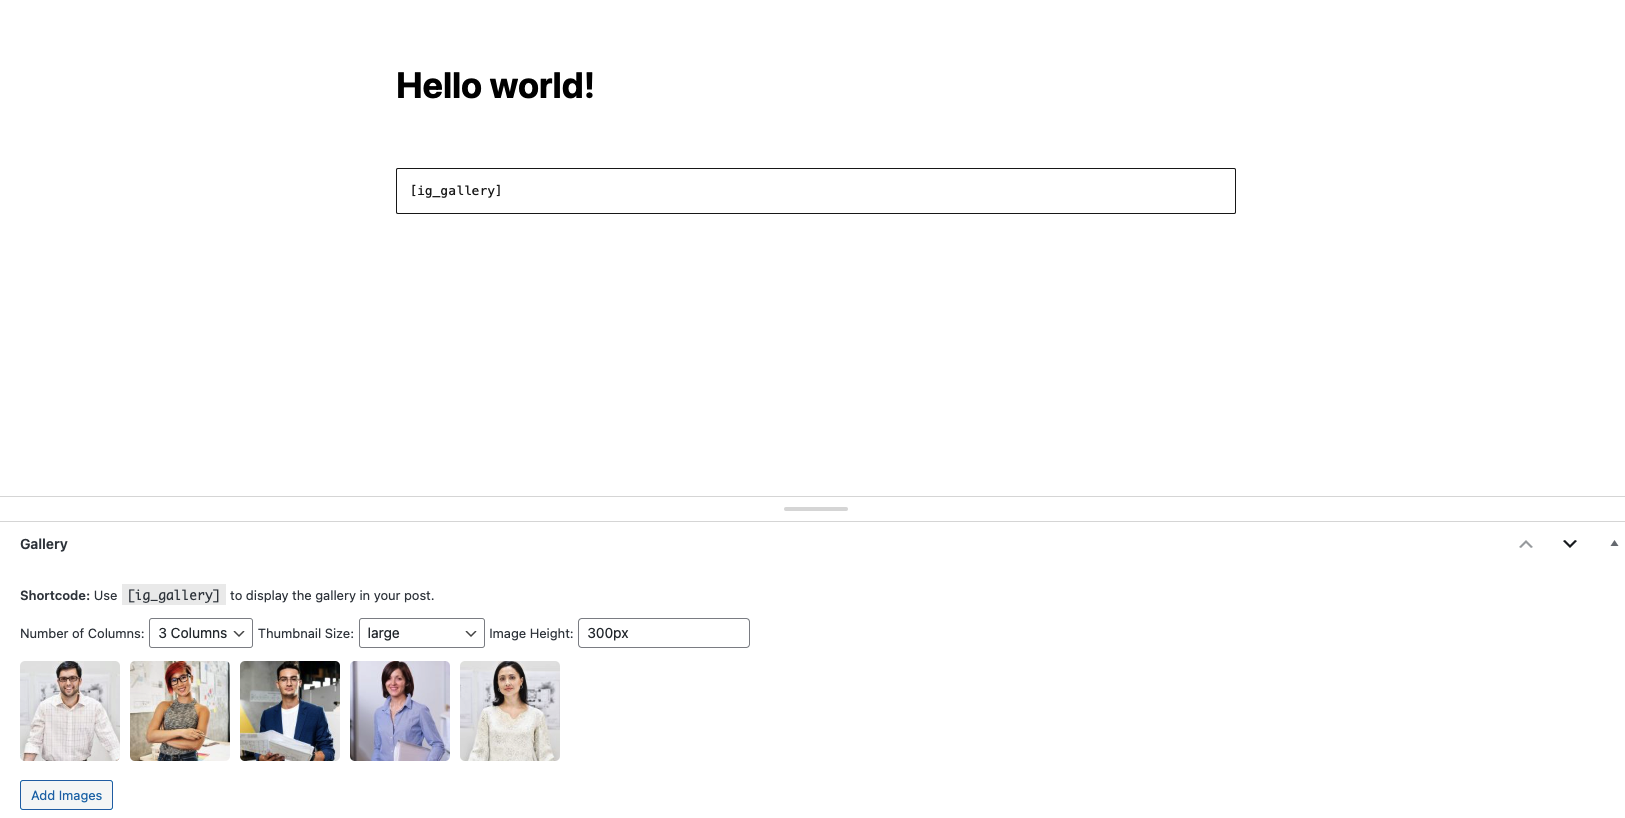 Hello world!
[ig_gallery]
Gallery
Shortcode: Use [ig_gallery] to display the gallery in your post.
Number of Columns: 3 Columns Thumbnail Size: large Image Height: 300px
Add Images